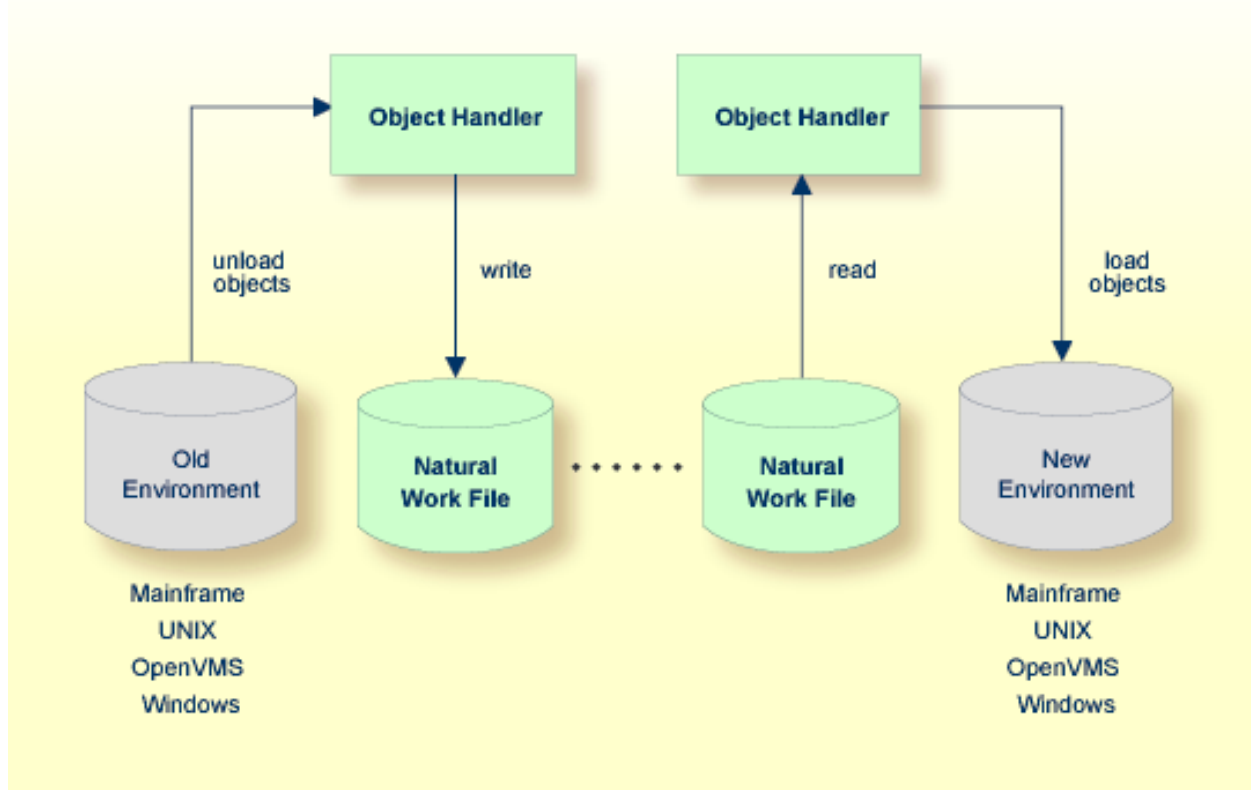 Object Handler
Object Handler
unload
objects
write
read
load
objects
Old
Environment
Natural
Work File
Natural
Work File
New
Environment
Mainframe
UNIX
OpenVMS
Windows
Mainframe
UNIX
OpenVMS
Windows